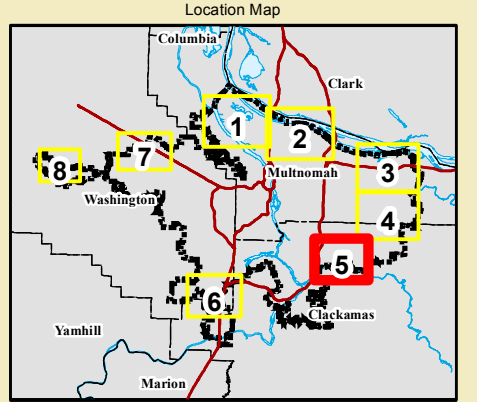 Location Map
Columbia
Clark
1
2
3
7
8
Multnomah
Washington
4
5
6
Clackamas
Yamhill
Marion